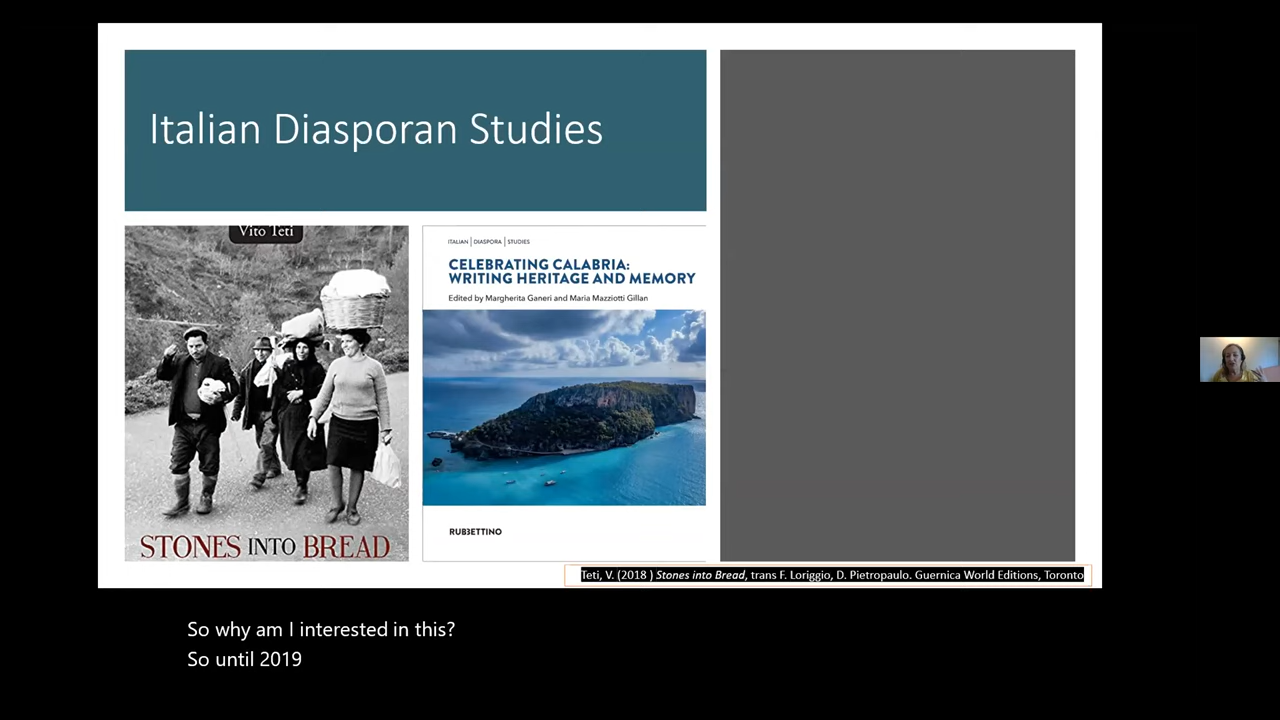 Italian Diasporan Studies
Vito Teti
STONES INTO BREAD
ITALIAN | DIASPORA | STUDIES
CELEBRATING CALABRIA:
WRITING HERITAGE AND MEMORY
Edited by Margherita Ganeri and Maria Mazziotti Gillan
RUBBETTINO
Teti, V. (2018 ) Stones into Bread, trans F. Loriggio, D. Pietropaulo. Guernica World Editions, Toronto
So why am I interested in this?
So until 2019